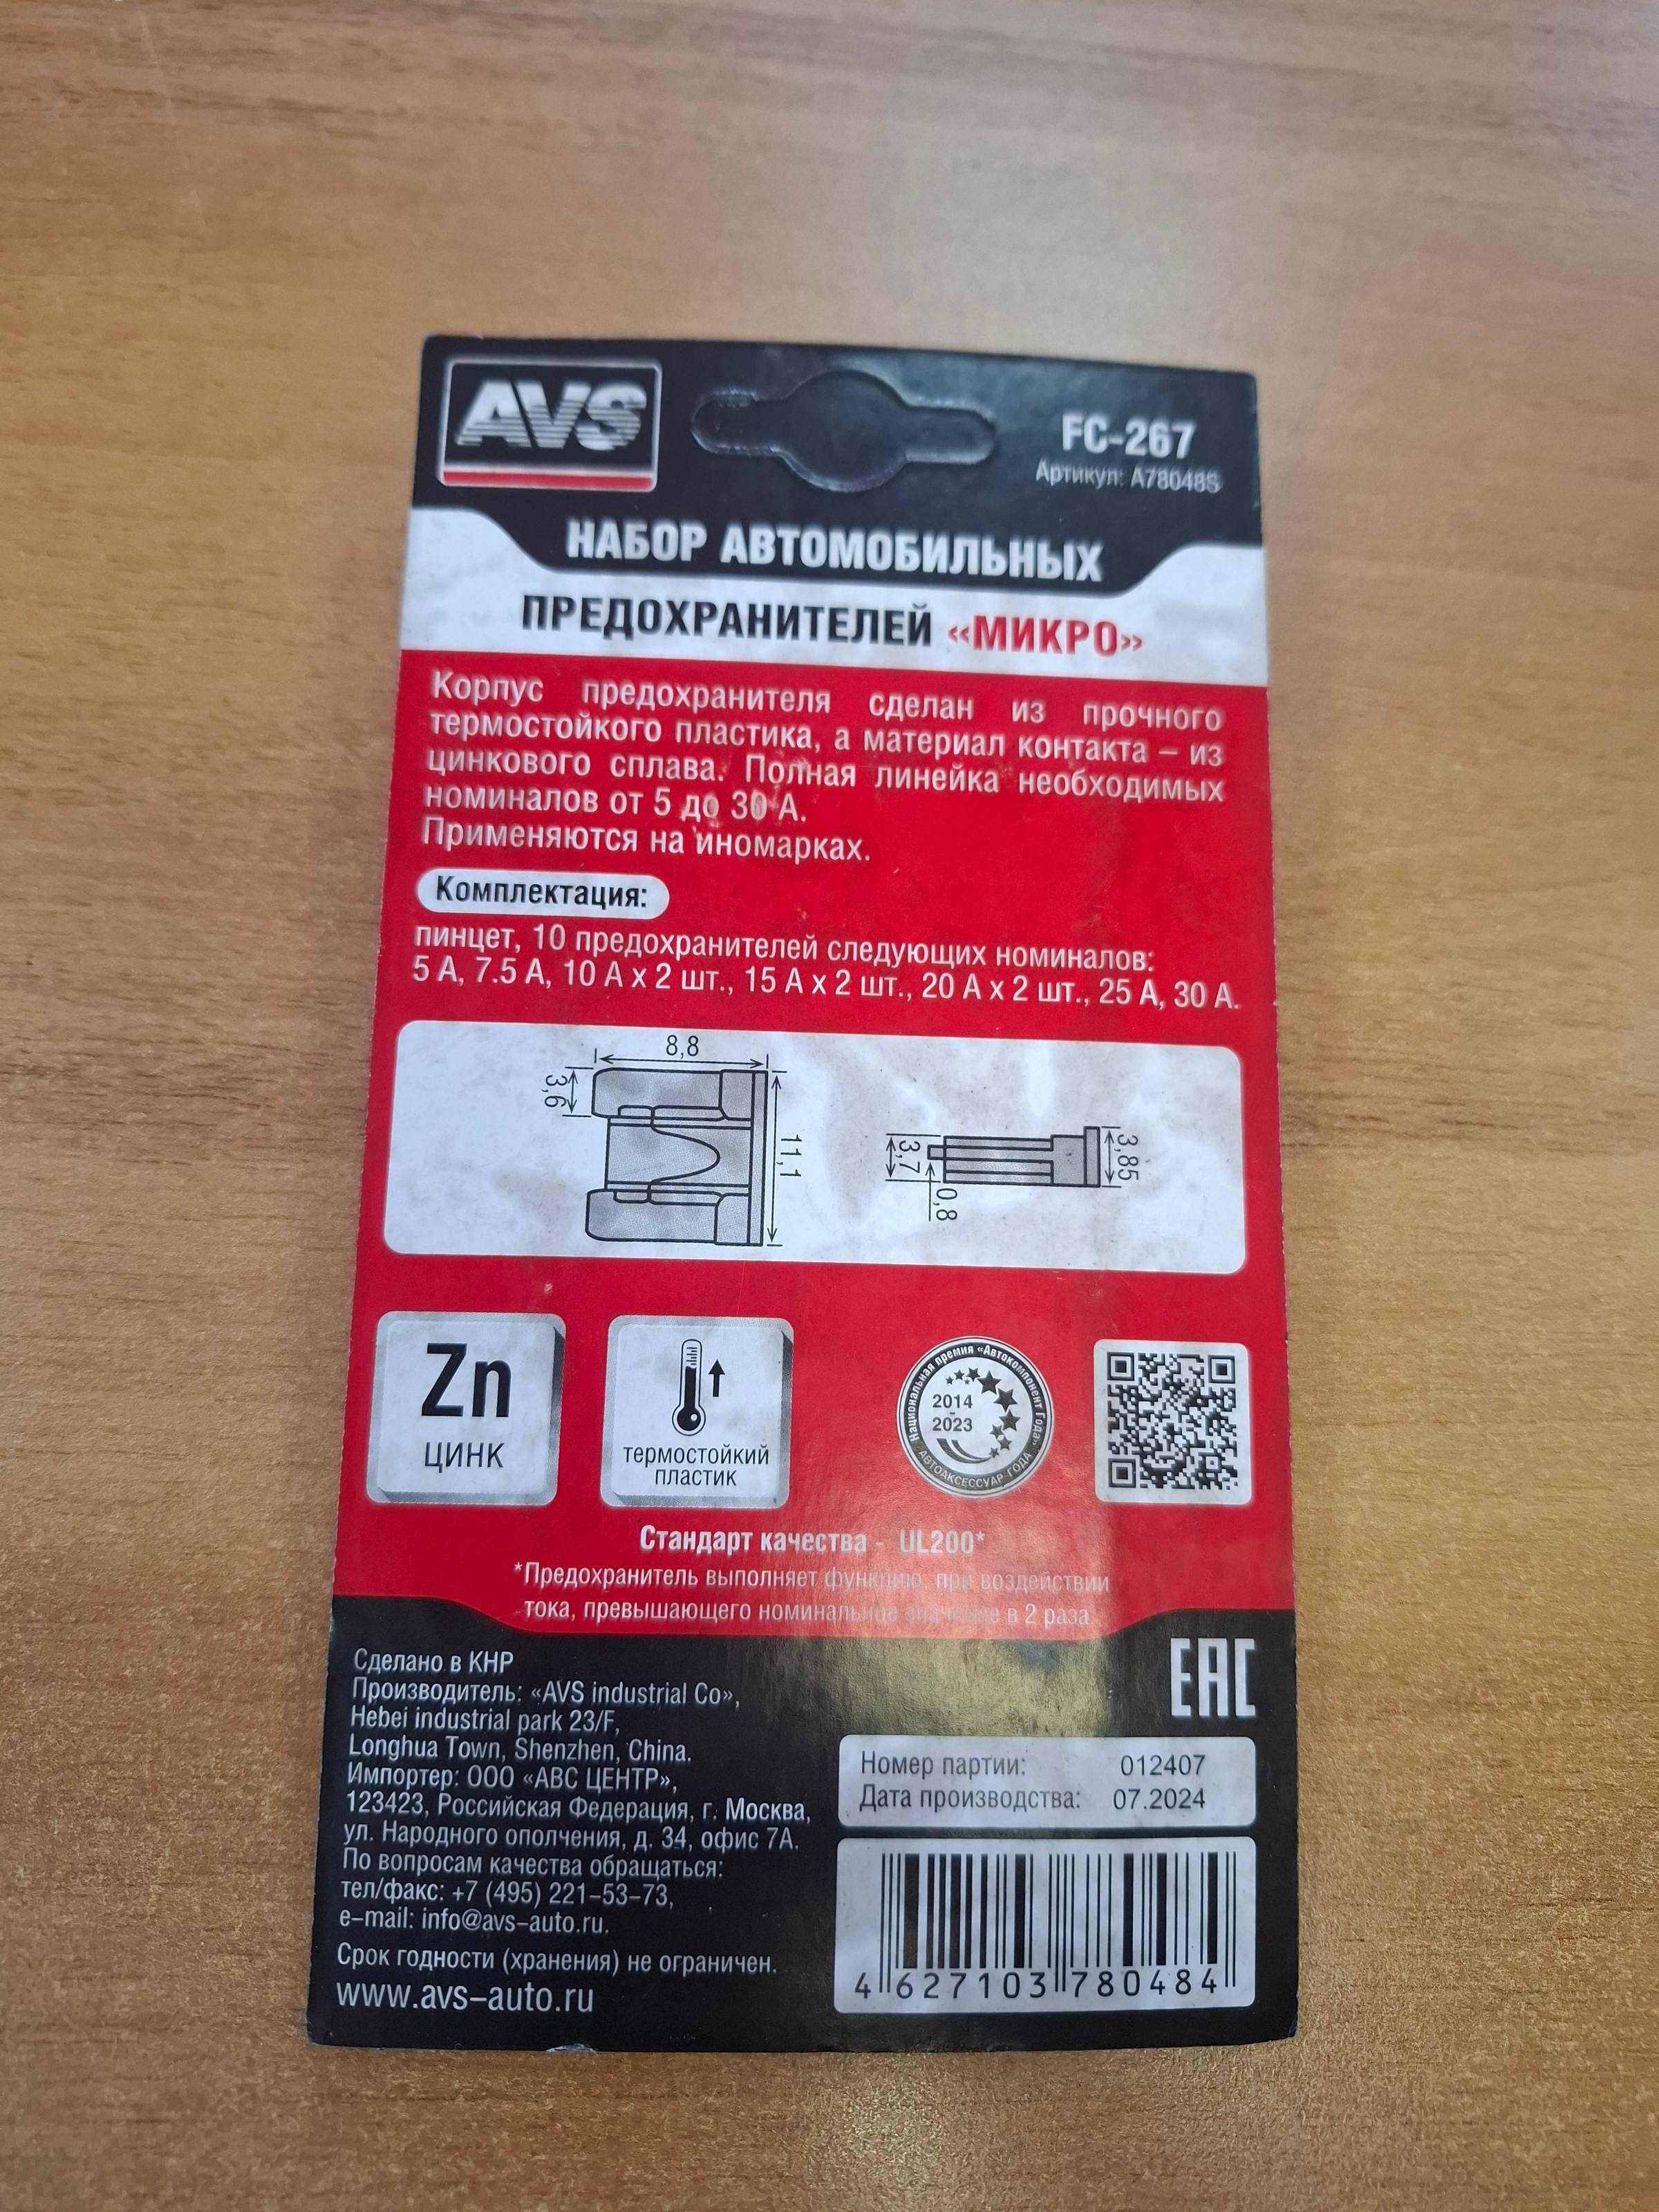 AVS
FC-267
Артикул: A78048S
НАБОР АВТОМОБИЛЬНЫХ
ПРЕДОХРАНИТЕЛЕЙ «МИКРО»
Корпус предохранителя сделан из прочного
термостойкого пластика, а материал контакта – из
цинкового сплава. Полная линейка необходимых
номиналов от 5 до 30 А.
Применяются на иномарках.
Комплектация:
пинцет, 10 предохранителей следующих номиналов:
5 А, 7.5 А, 10 А х 2 шт., 15 А х 2 шт., 20 А х 2 шт., 25 А, 30 А.
8,8
3,6
11,1
3,7
0,8
3,85
Zn
ЦИНК
термостойкий
пластик
Национальная премия «Автокомпонент Года»
2014
-
2023
АВТОАКСЕССУАР ГОДА
Стандарт качества - UL200*
*Предохранитель выполняет функцию, при воздействии
тока, превышающего номинальное значение в 2 раза
Сделано в КНР
Производитель: «AVS industrial Co»,
Hebei industrial park 23/F,
Longhua Town, Shenzhen, China.
Импортер: ООО «АВС ЦЕНТР»,
123423, Российская Федерация, г. Москва,
ул. Народного ополчения, д. 34, офис 7А.
По вопросам качества обращаться:
тел/факс: +7 (495) 221–53–73,
e–mail: info@avs–auto.ru.
Срок годности (хранения) не ограничен.
www.avs–auto.ru
EAC
Номер партии: 012407
Дата производства: 07.2024
4 627103 780484